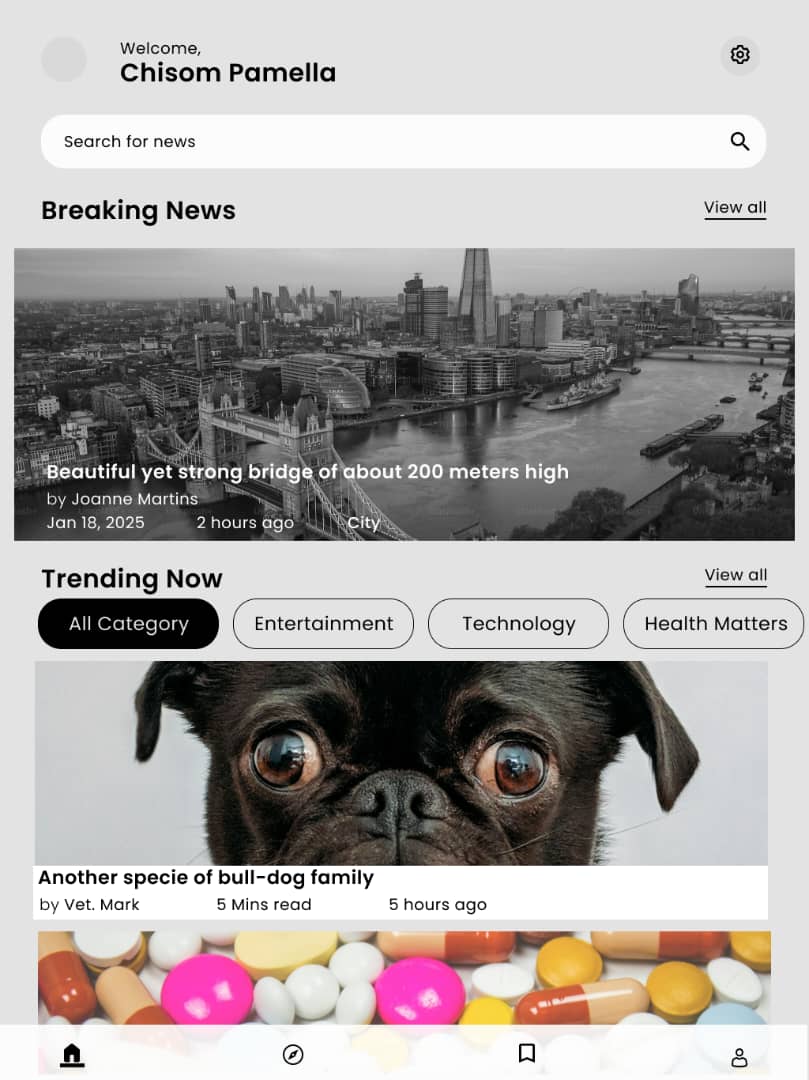 Welcome,
Chisom Pamella
Search for news
Breaking News
View all
Beautiful yet strong bridge of about 200 meters high
by Joanne Martins
Jan 18, 2025 2 hours ago City
Trending Now
View all
All Category Entertainment Technology Health Matters
Another specie of bull-dog family
by Vet. Mark 5 Mins read 5 hours ago